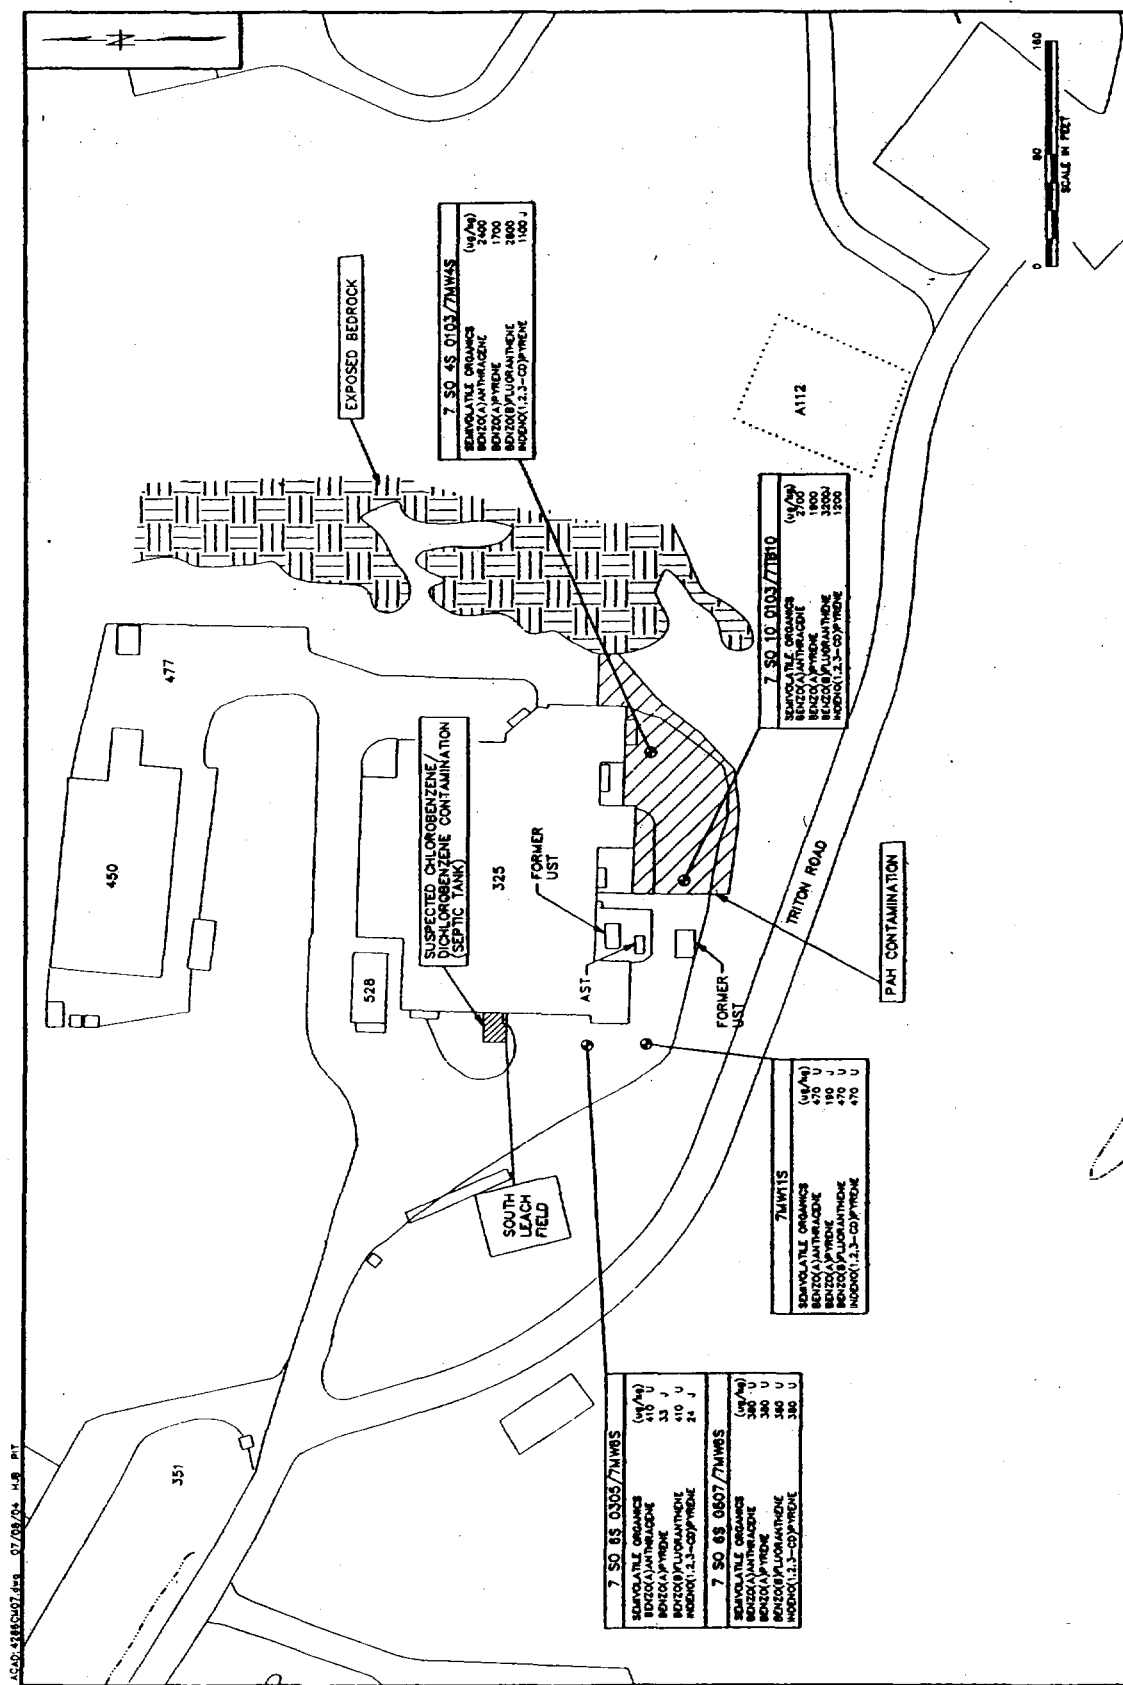 ACAD: 4286CM07.dwg 07/08/04 HJB PIT
N
351
450
477
528
325
SUSPECTED CHLOROBENZENE/
DICHLOROBENZENE CONTAMINATION
(SEPTIC TANK)
EXPOSED BEDROCK
SOUTH
LEACH
FIELD
AST
FORMER
UST
FORMER
UST
7 SO 4S 0103/7MW4S
SEMIVOLATILE ORGANICS (ug/kg)
BENZO(A)ANTHRACENE 2400
BENZO(A)PYRENE 1700
BENZO(B)FLUORANTHENE 2800
INDENO(1,2,3-CD)PYRENE 1100 J
7 SO 6S 0305/7MW6S
SEMIVOLATILE ORGANICS (ug/kg)
BENZO(A)ANTHRACENE 410 U
BENZO(A)PYRENE 33 J
BENZO(B)FLUORANTHENE 410 U
INDENO(1,2,3-CD)PYRENE 24 J
7 SO 6S 0607/7MW6S
SEMIVOLATILE ORGANICS (ug/kg)
BENZO(A)ANTHRACENE 380 U
BENZO(A)PYRENE 380 U
BENZO(B)FLUORANTHENE 380 U
INDENO(1,2,3-CD)PYRENE 380 U
7MW11S
SEMIVOLATILE ORGANICS (ug/kg)
BENZO(A)ANTHRACENE 470 U
BENZO(A)PYRENE 190 J
BENZO(B)FLUORANTHENE 470 U
INDENO(1,2,3-CD)PYRENE 470 U
7 SO 10 0103/7TB10
SEMIVOLATILE ORGANICS (ug/kg)
BENZO(A)ANTHRACENE 2700
BENZO(A)PYRENE 1900
BENZO(B)FLUORANTHENE 3200J
INDENO(1,2,3-CD)PYRENE 1200
TRITON ROAD
PAH CONTAMINATION
A112
0 80 160
SCALE IN FEET